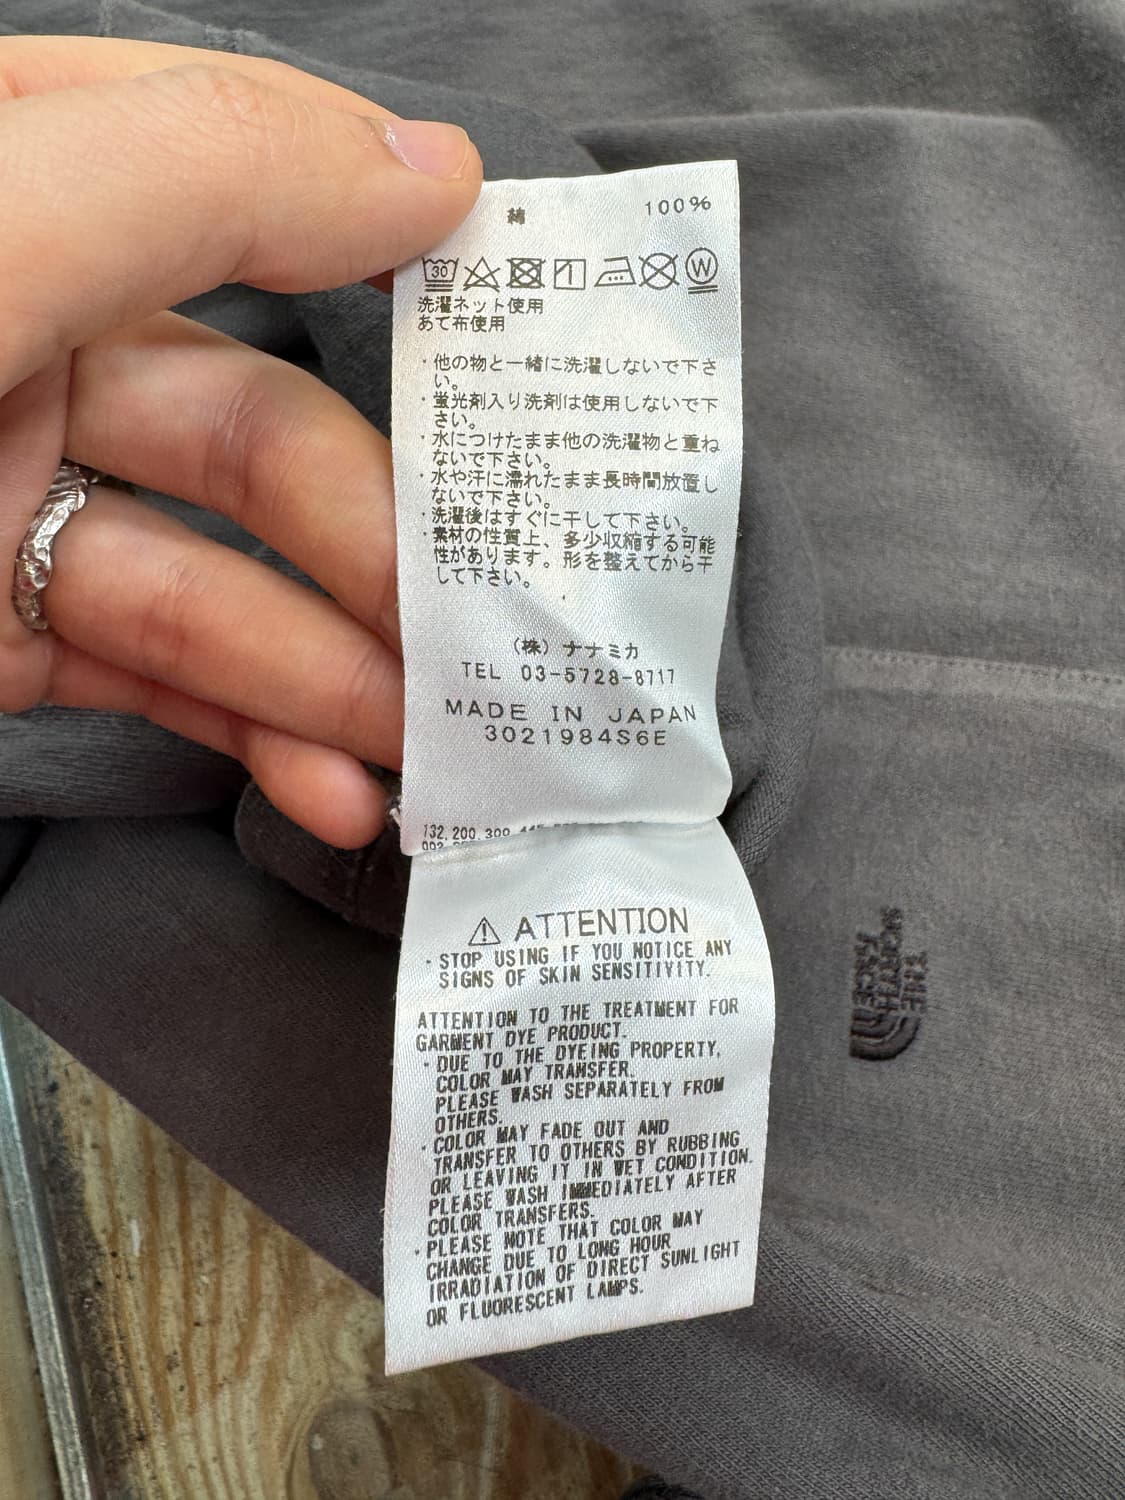 綿 100%
30 W
洗濯ネット使用
あて布使用
・他の物と一緒に洗濯しないで下さ
い。
・蛍光剤入り洗剤は使用しないで下
さい。
・水につけたまま他の洗濯物と重ね
ないで下さい。
・水や汗に濡れたまま長時間放置し
ないで下さい。
・洗濯後はすぐに干して下さい。
・素材の性質上、多少収縮する可能
性があります。形を整えてから干
して下さい。
(株)ナナミカ
TEL 03-5728-8717
MADE IN JAPAN
3021984S6E
132,200,300
ATTENTION
・STOP USING IF YOU NOTICE ANY
SIGNS OF SKIN SENSITIVITY.
ATTENTION TO THE TREATMENT FOR
GARMENT DYE PRODUCT.
・DUE TO THE DYEING PROPERTY,
COLOR MAY TRANSFER.
PLEASE WASH SEPARATELY FROM
OTHERS.
・COLOR MAY FADE OUT AND
TRANSFER TO OTHERS BY RUBBING
OR LEAVING IT IN WET CONDITION.
PLEASE WASH IMMEDIATELY AFTER
COLOR TRANSFERS.
・PLEASE NOTE THAT COLOR MAY
CHANGE DUE TO LONG HOUR
IRRADIATION OF DIRECT SUNLIGHT
OR FLUORESCENT LAMPS.
THE
NORTH
FACE